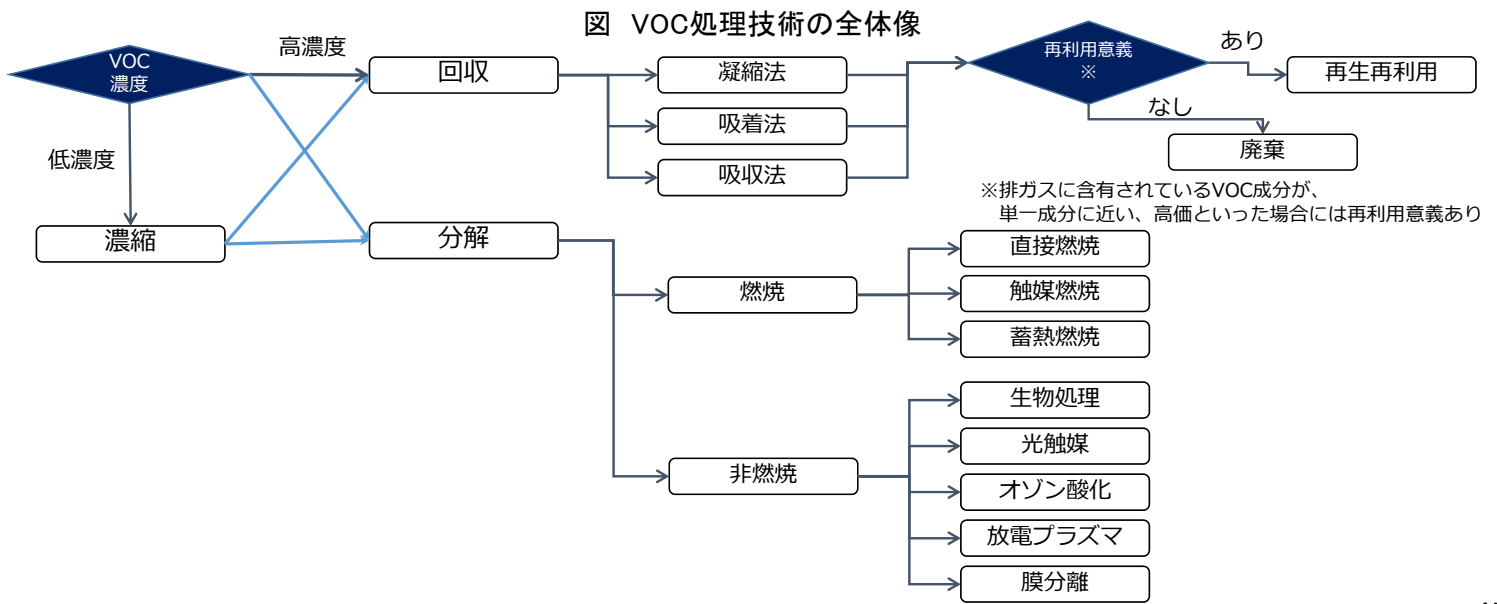 図 VOC処理技術の全体像
VOC
濃度
高濃度
低濃度
濃縮
回収
分解
凝縮法
吸着法
吸収法
再利用意義
※
あり
なし
再生再利用
廃棄
※排ガスに含有されているVOC成分が、
単一成分に近い、高価といった場合には再利用意義あり
燃焼
直接燃焼
触媒燃焼
蓄熱燃焼
非燃焼
生物処理
光触媒
オゾン酸化
放電プラズマ
膜分離